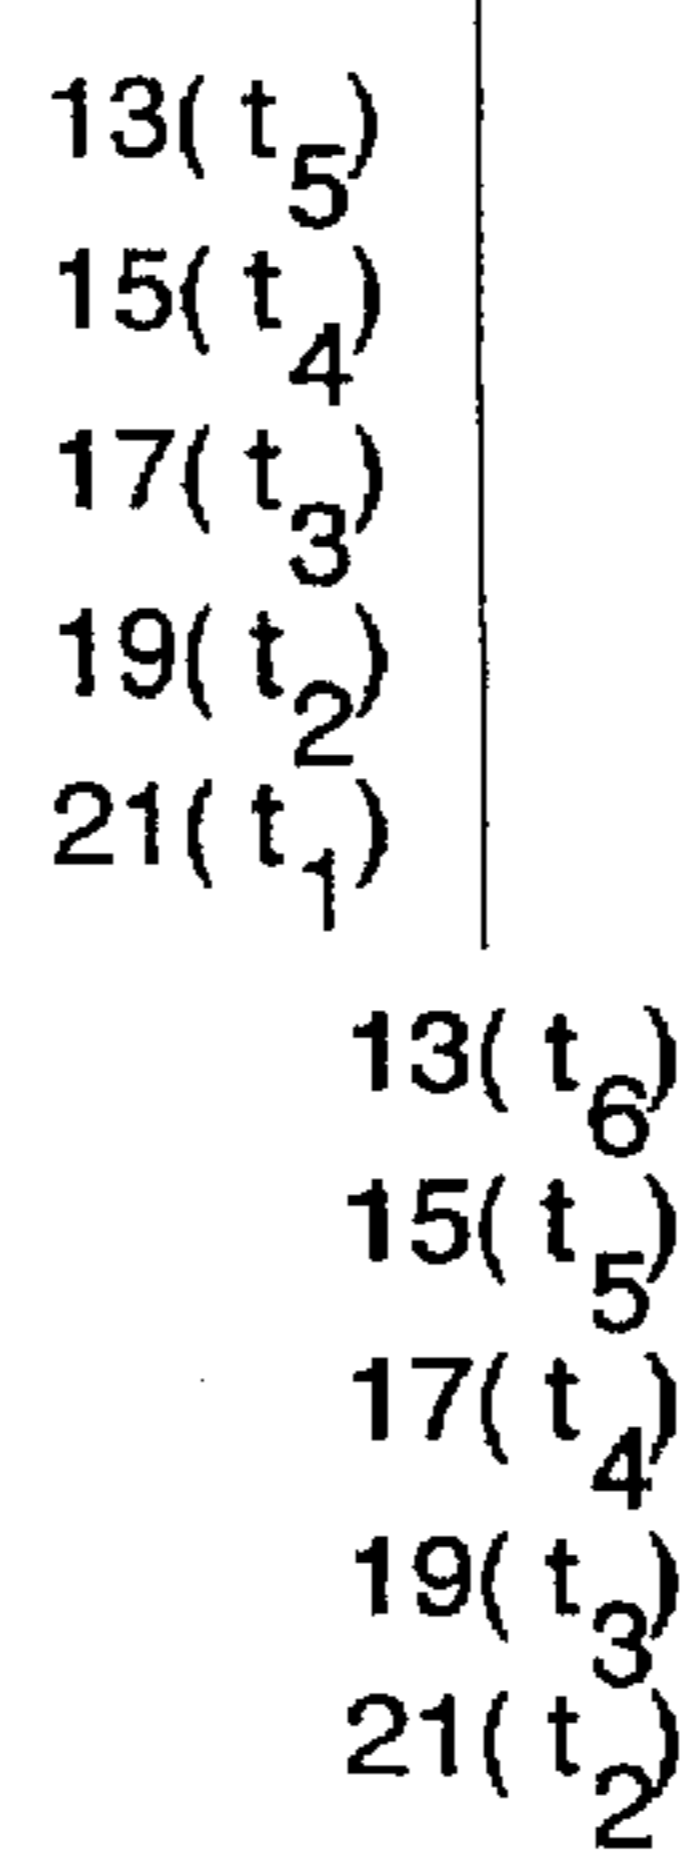 13( t₅)
15( t₄)
17( t₃)
19( t₂)
21( t₁)
13( t₆)
15( t₅)
17( t₄)
19( t₃)
21( t₂)